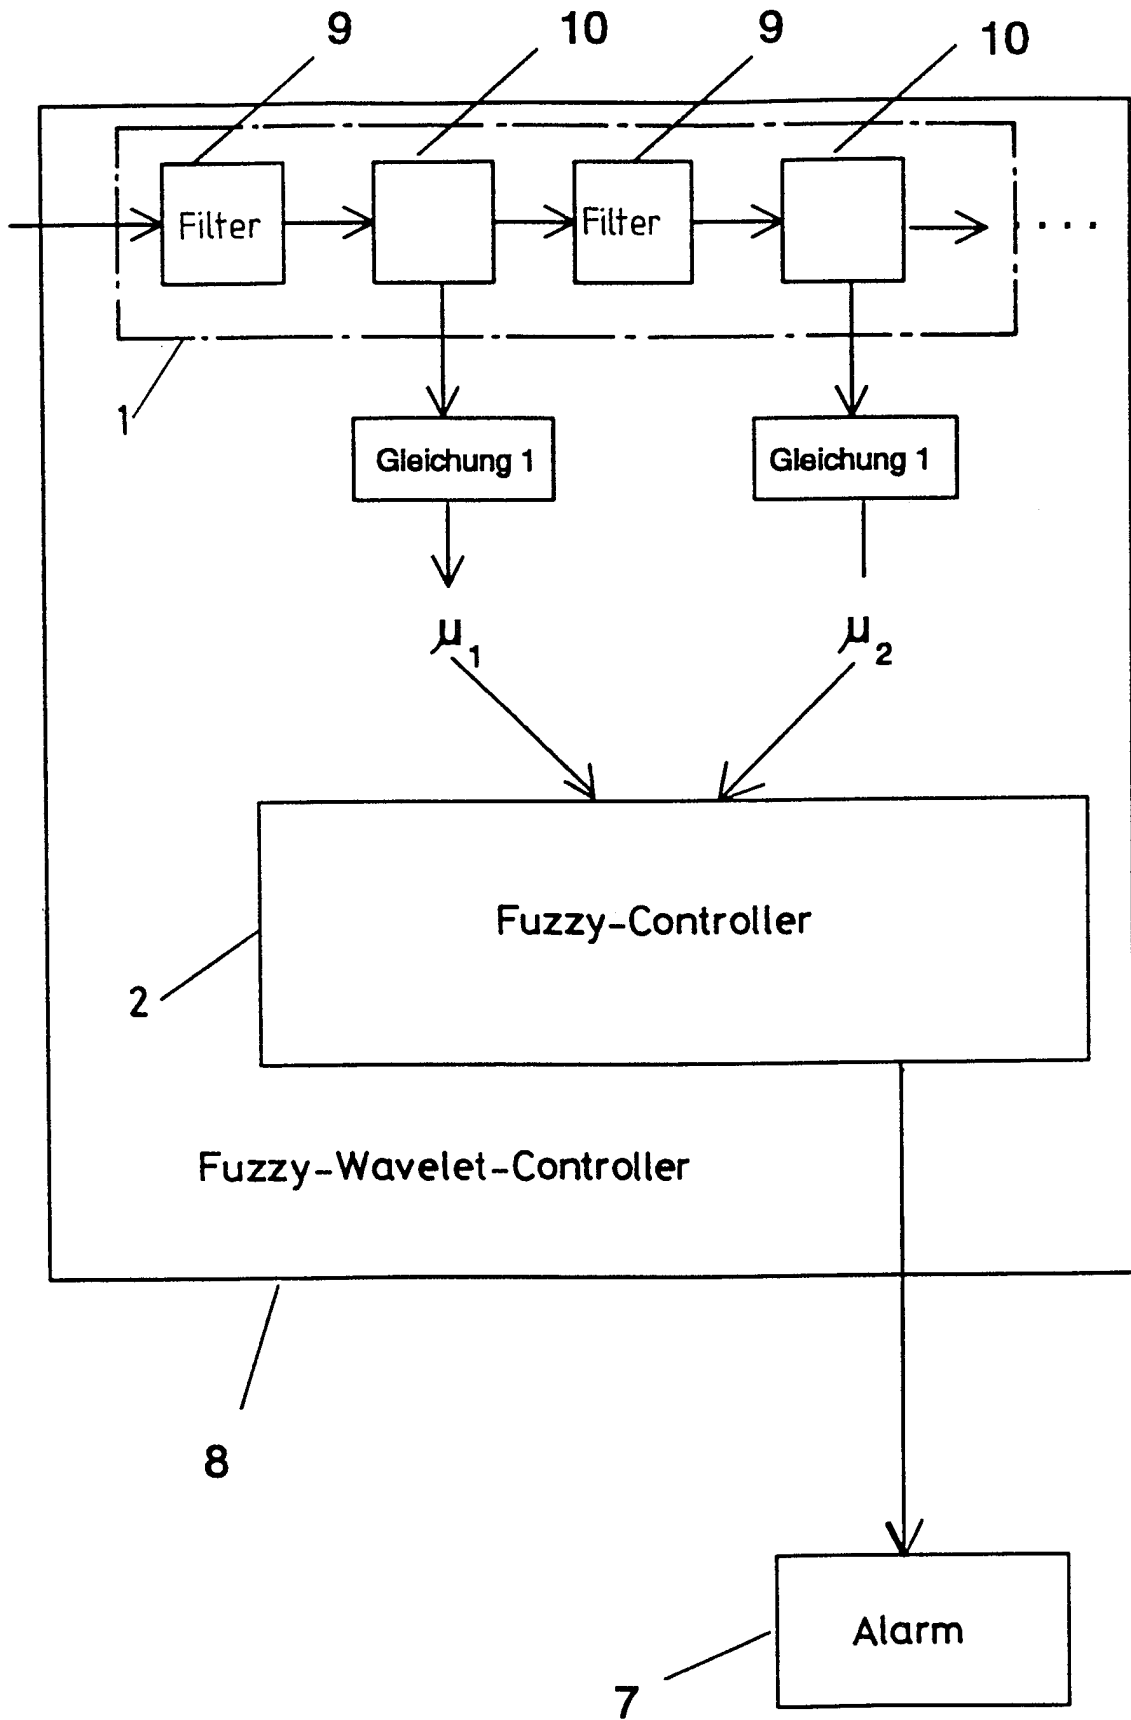 9 10 9 10
Filter Filter . . .
1
Gleichung 1 Gleichung 1
μ1 μ2
Fuzzy-Controller
2
Fuzzy-Wavelet-Controller
8
Alarm
7